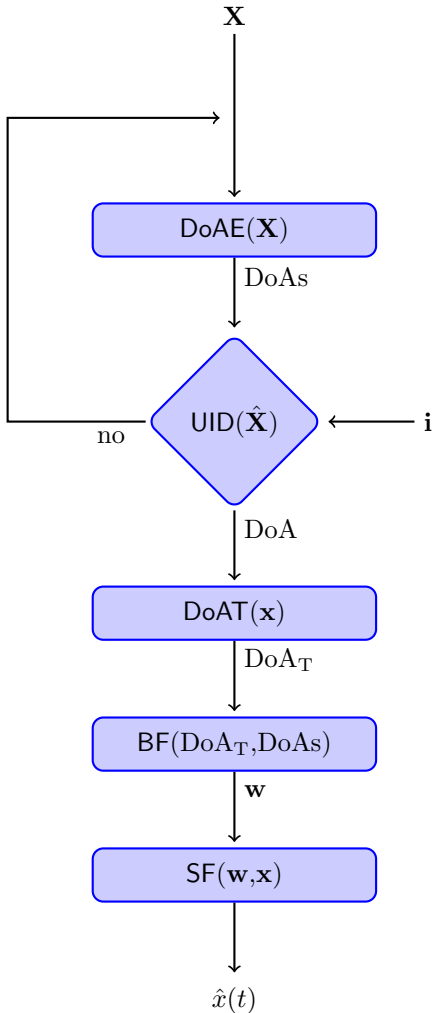 𝐗
DoAE(𝐗)
DoAs
UID(𝐗̂)
𝐢
no
DoA
DoAT(𝐱)
DoA_T
BF(DoA_T,DoAs)
𝐰
SF(𝐰,𝐱)
x̂(t)